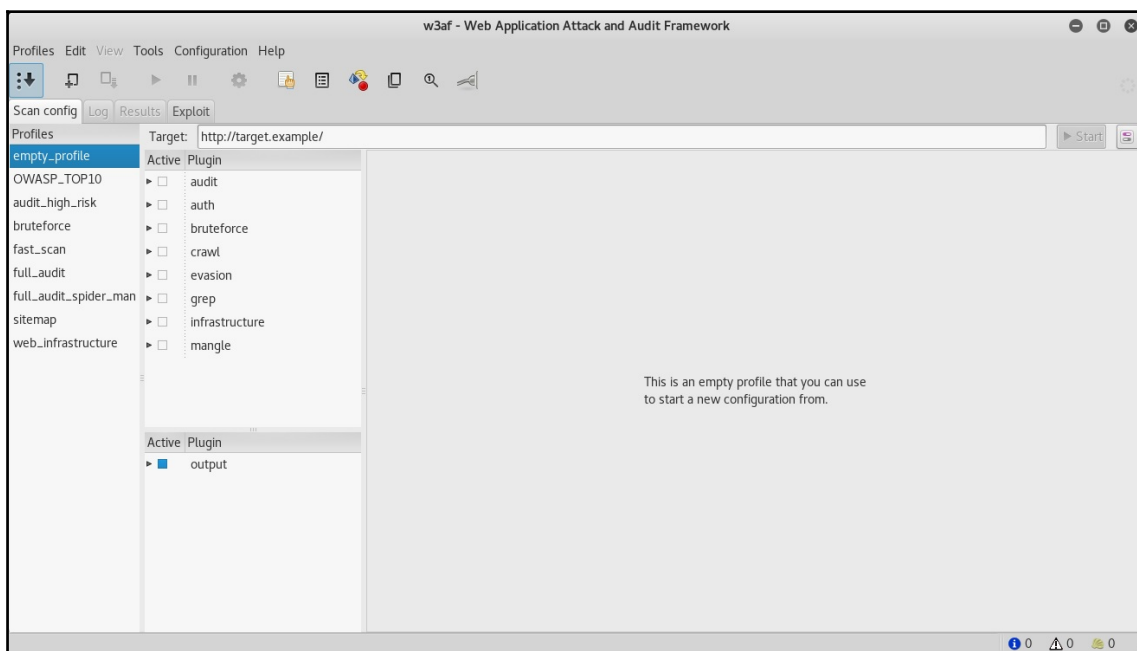 w3af - Web Application Attack and Audit Framework
Profiles Edit View Tools Configuration Help
Scan config Log Results Exploit
Profiles
empty_profile
OWASP_TOP10
audit_high_risk
bruteforce
fast_scan
full_audit
full_audit_spider_man
sitemap
web_infrastructure
Target: http://target.example/ Start
Active Plugin
audit
auth
bruteforce
crawl
evasion
grep
infrastructure
mangle
Active Plugin
output
This is an empty profile that you can use
to start a new configuration from.
0 0 0